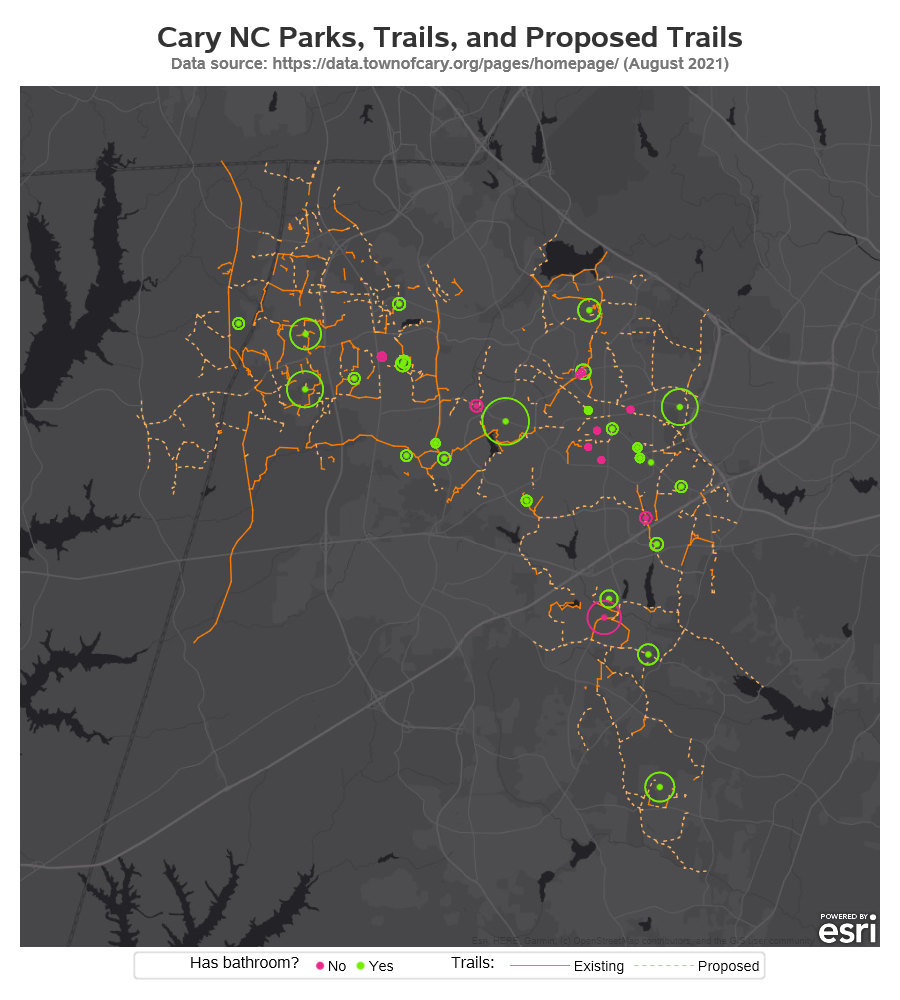 Cary NC Parks, Trails, and Proposed Trails
Data source: https://data.townofcary.org/pages/homepage/ (August 2021)
POWERED BY
esri
Esri, HERE, Garmin, (c) OpenStreetMap contributors, and the GIS user community
Has bathroom? No Yes Trails: Existing Proposed